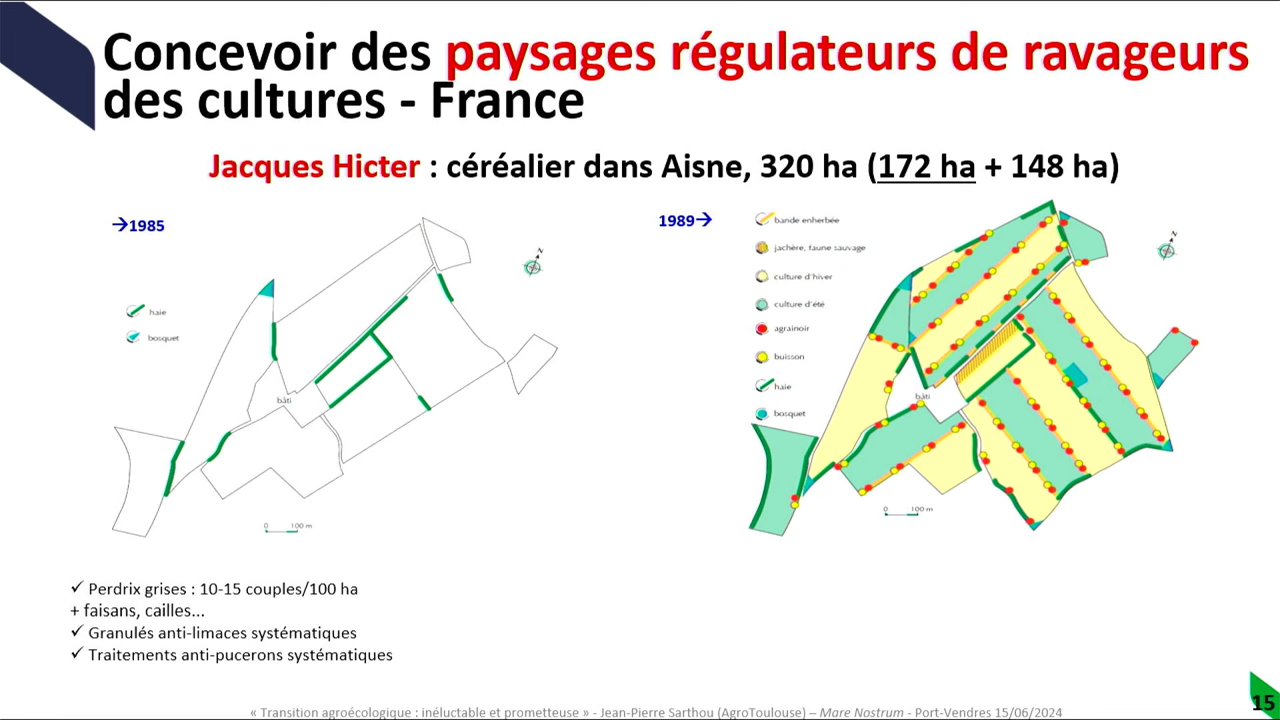 Concevoir des paysages régulateurs de ravageurs
des cultures - France
Jacques Hicter : céréalier dans Aisne, 320 ha (172 ha + 148 ha)
→1985
haie
bosquet
bâti
N
0 100 m
1989→
bande enherbée
jachère, faune sauvage
culture d'hiver
culture d'été
agrainoir
buisson
haie
bosquet
bâti
N
0 100 m
✓ Perdrix grises : 10-15 couples/100 ha
+ faisans, cailles...
✓ Granulés anti-limaces systématiques
✓ Traitements anti-pucerons systématiques
« Transition agroécologique : inéluctable et prometteuse » - Jean-Pierre Sarthou (AgroToulouse) – Mare Nostrum - Port-Vendres 15/06/2024
15